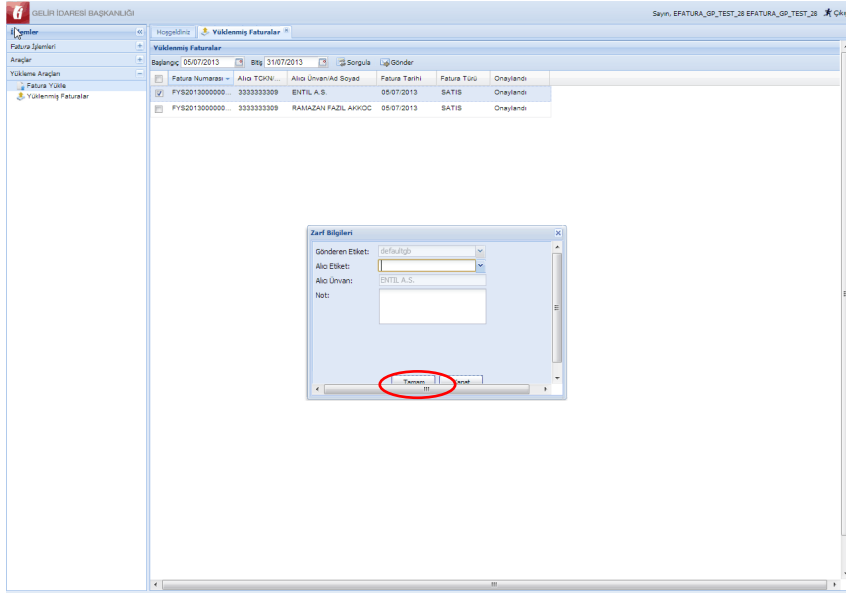 GELİR İDARESİ BAŞKANLIĞI
Sayın, EFATURA_GP_TEST_28 EFATURA_GP_TEST_28 Çıkı
İşlemler
Fatura İşlemleri
Araçlar
Yükleme Araçları
Fatura Yükle
Yüklenmiş Faturalar
Hoşgeldiniz Yüklenmiş Faturalar
Yüklenmiş Faturalar
Başlangıç 05/07/2013 Bitiş 31/07/2013 Sorgula Gönder
Fatura Numarası Alıcı TCKN/... Alıcı Ünvan/Ad Soyad Fatura Tarihi Fatura Türü Onaylandı
FYS2013000000... 3333333309 ENTIL A.S. 05/07/2013 SATIS Onaylandı
FYS2013000000... 3333333309 RAMAZAN FAZIL AKKOC 05/07/2013 SATIS Onaylandı
Zarf Bilgileri
Gönderen Etiket: defaultgb
Alıcı Etiket:
Alıcı Ünvan: ENTIL A.S.
Not:
Tamam Kapat